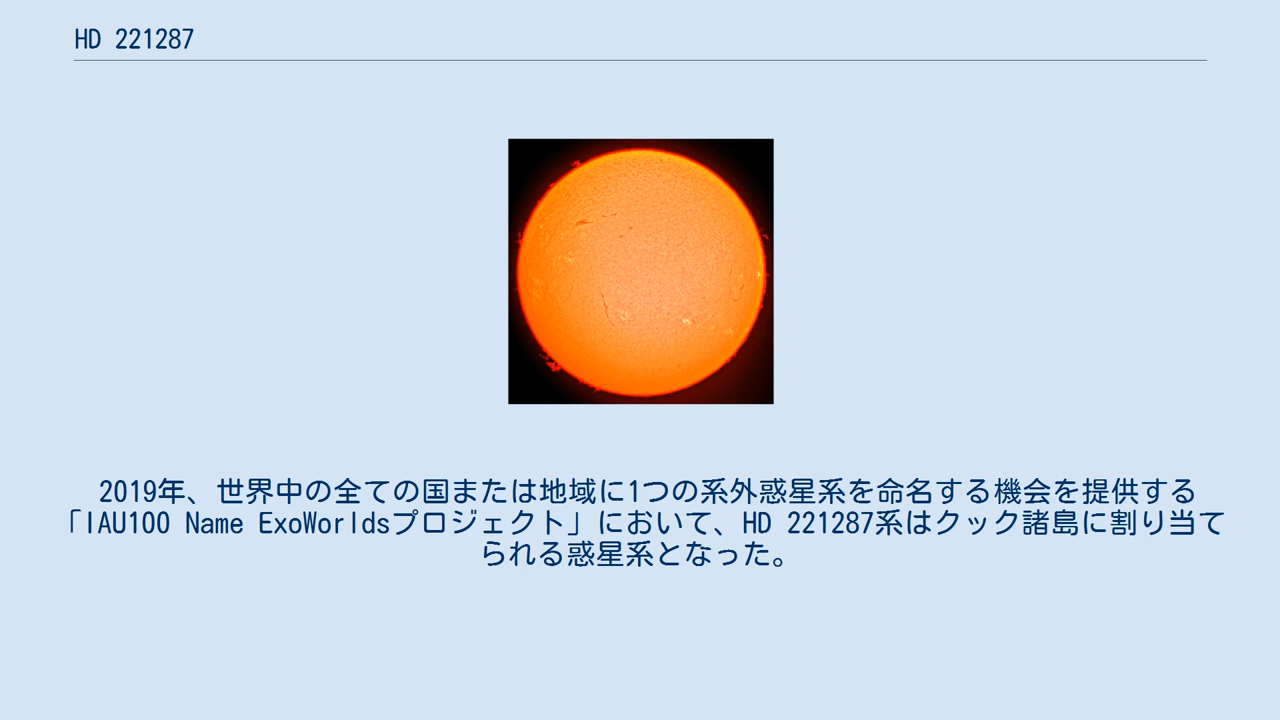 HD 221287
2019年、世界中の全ての国または地域に1つの系外惑星系を命名する機会を提供する
「IAU100 Name ExoWorldsプロジェクト」において、HD 221287系はクック諸島に割り当て
られる惑星系となった。